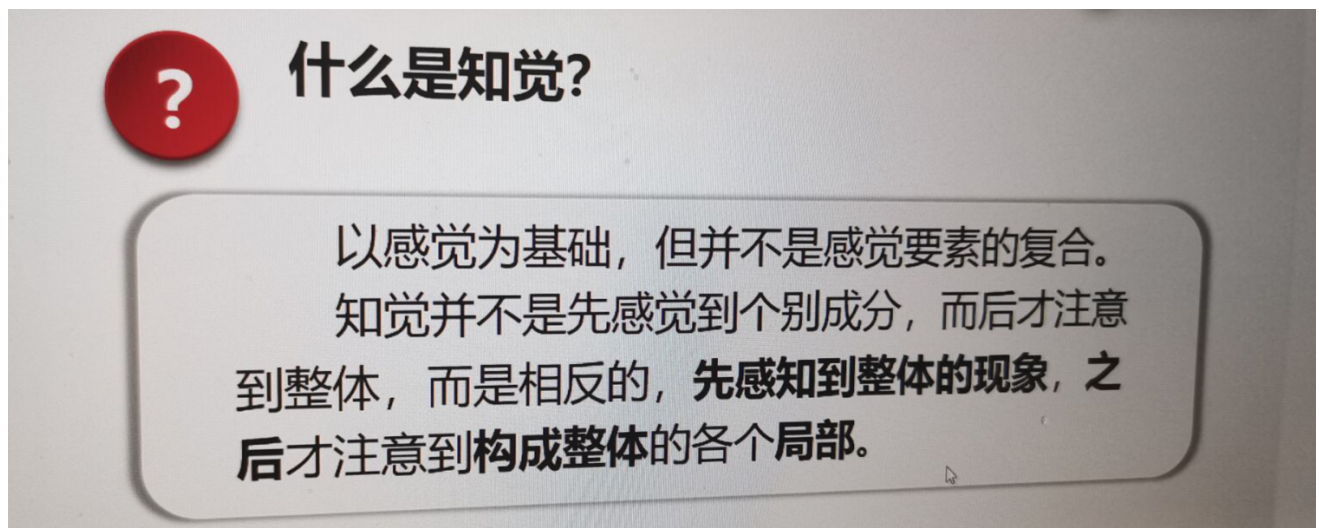 ?
什么是知觉？
以感觉为基础，但并不是感觉要素的复合。
知觉并不是先感觉到个别成分，而后才注意
到整体，而是相反的，先感知到整体的现象，之
后才注意到构成整体的各个局部。